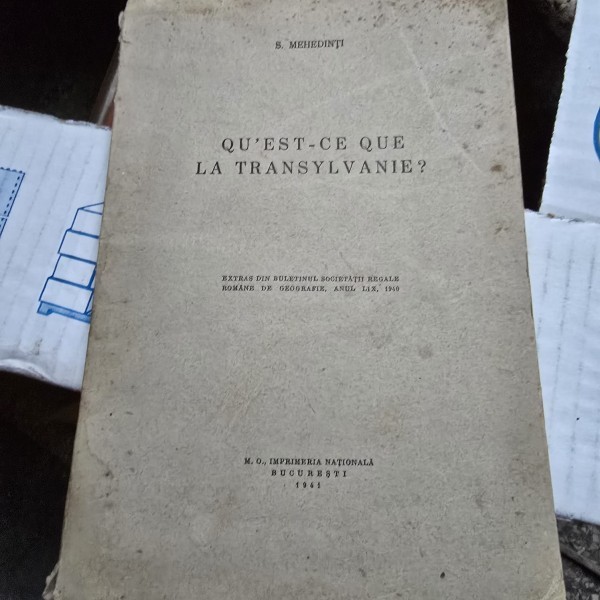 S. MEHEDINȚI
QU'EST-CE QUE
LA TRANSYLVANIE?
EXTRAS DIN BULETINUL SOCIETĂȚII REGALE
ROMÂNE DE GEOGRAFIE, ANUL LIX, 1940
M. O., IMPRIMERIA NAȚIONALĂ
BUCUREȘTI
1941